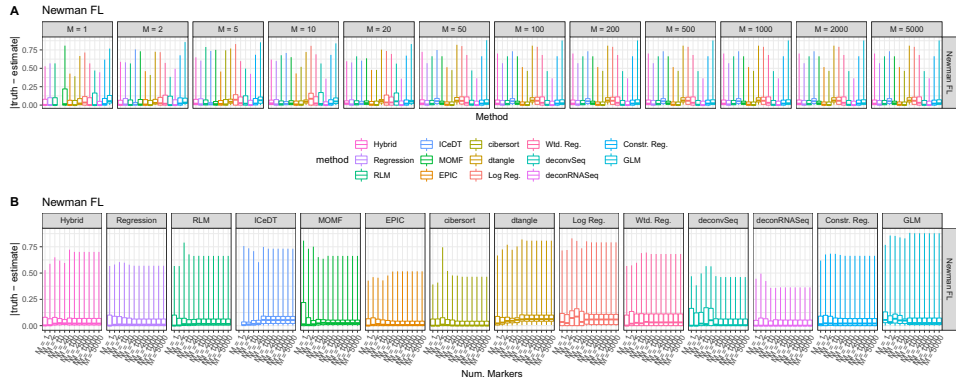 A
Newman FL
M = 1 M = 2 M = 5 M = 10 M = 20 M = 50 M = 100 M = 200 M = 500 M = 1000 M = 2000 M = 5000
|truth − estimate|
0.75
0.50
0.25
0.00
Newman FL
Method
method
Hybrid ICeDT cibersort Wtd. Reg. Constr. Reg.
Regression MOMF dtangle deconvSeq GLM
RLM EPIC Log Reg. deconRNASeq
B
Newman FL
Hybrid Regression RLM ICeDT MOMF EPIC cibersort dtangle Log Reg. Wtd. Reg. deconvSeq deconRNASeq Constr. Reg. GLM
|truth − estimate|
0.75
0.50
0.25
0.00
Newman FL
Num. Markers